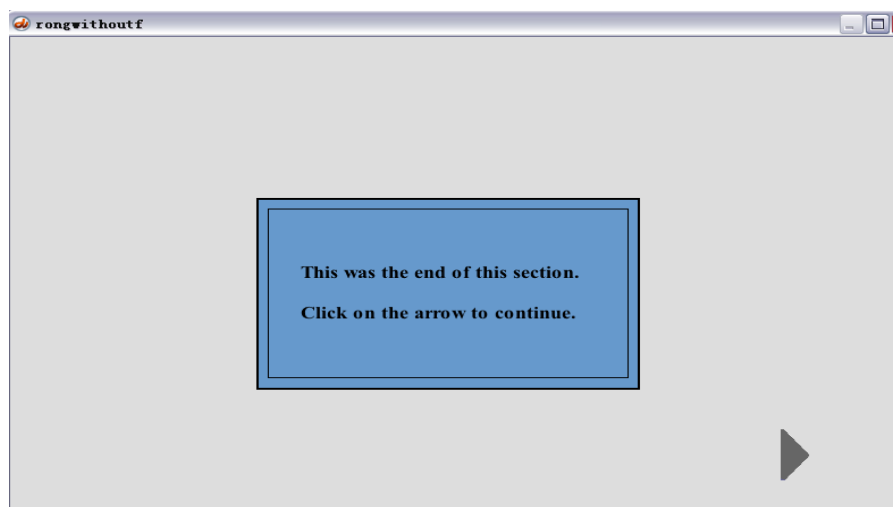 rongwithoutf
This was the end of this section.
Click on the arrow to continue.